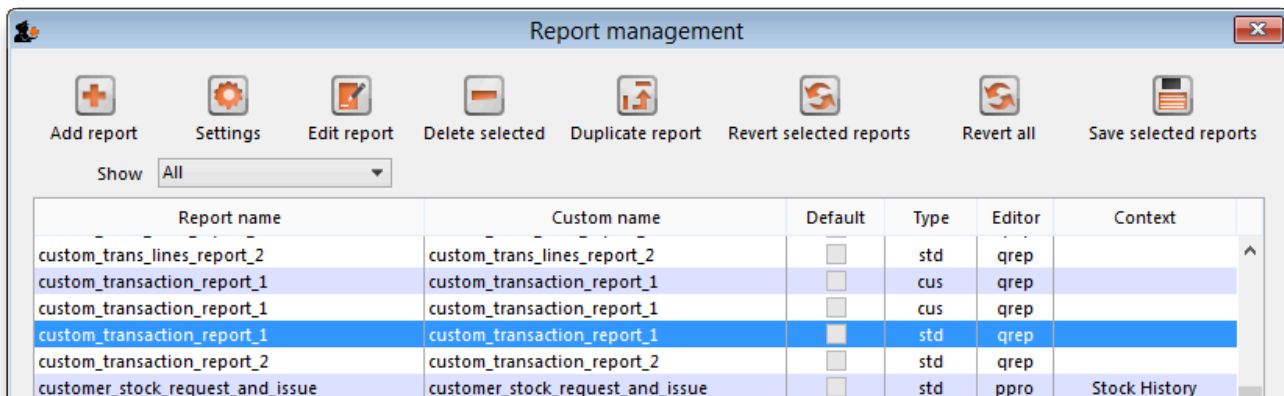 Report management
Add report Settings Edit report Delete selected Duplicate report Revert selected reports Revert all Save selected reports
Show All
Report name Custom name Default Type Editor Context
custom_trans_lines_report_2 custom_trans_lines_report_2 std qrep
custom_transaction_report_1 custom_transaction_report_1 cus qrep
custom_transaction_report_1 custom_transaction_report_1 cus qrep
custom_transaction_report_1 custom_transaction_report_1 std qrep
custom_transaction_report_2 custom_transaction_report_2 std qrep
customer_stock_request_and_issue customer_stock_request_and_issue std ppro Stock History